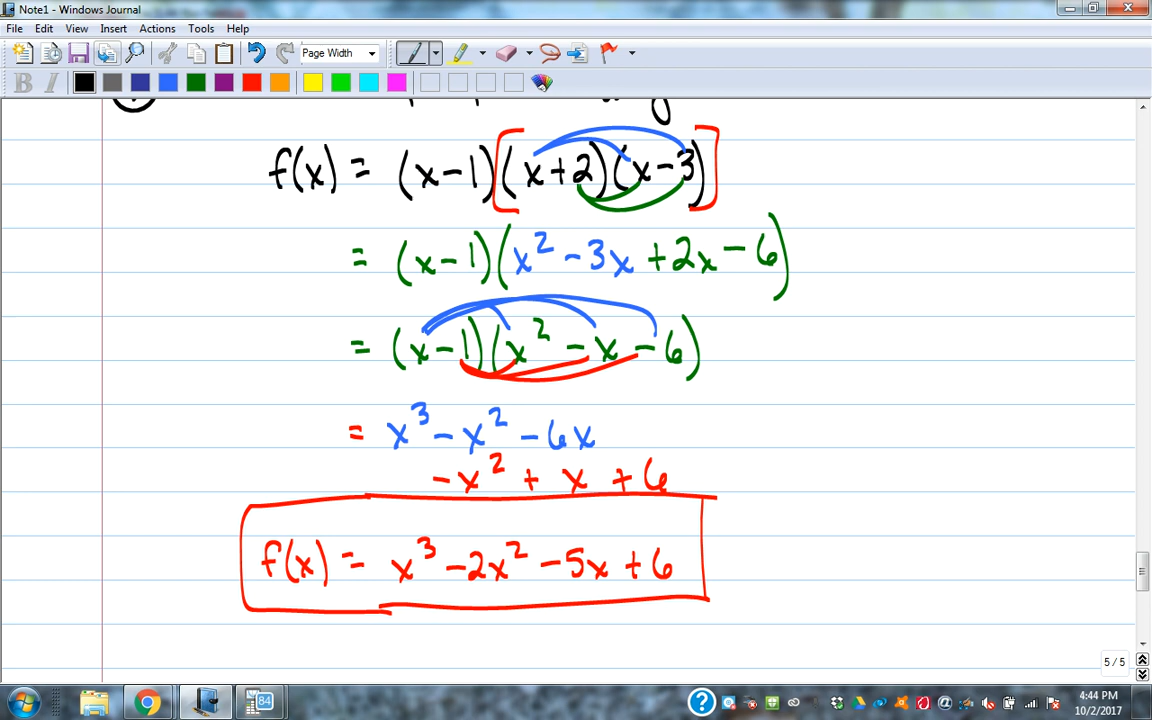 Note1 - Windows Journal
File Edit View Insert Actions Tools Help
Page Width
B I
f(x) = (x-1)[(x+2)(x-3)]
= (x-1)(x² -3x +2x -6)
= (x-1)(x² -x -6)
= x³ -x² -6x
-x² + x +6
f(x) = x³ -2x² -5x +6
5 / 5
84
4:44 PM
10/2/2017